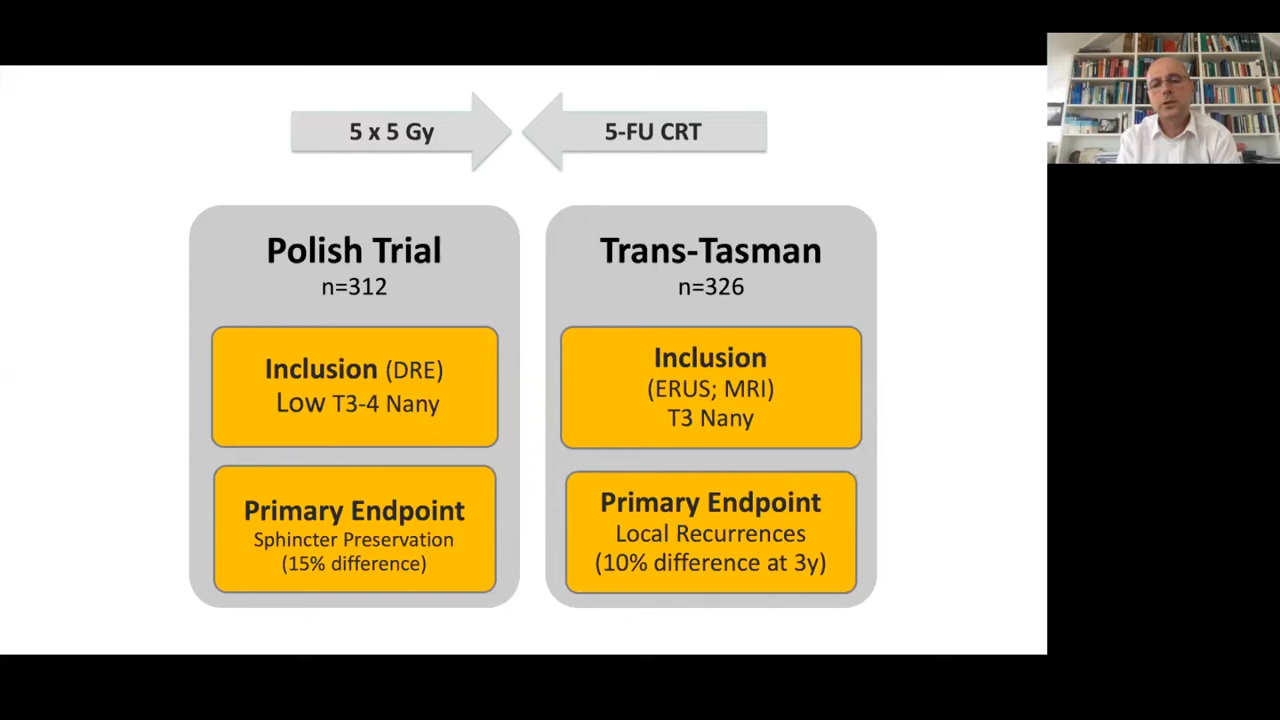 5 x 5 Gy
5-FU CRT
Polish Trial
n=312
Inclusion (DRE)
Low T3-4 Nany
Primary Endpoint
Sphincter Preservation
(15% difference)
Trans-Tasman
n=326
Inclusion
(ERUS; MRI)
T3 Nany
Primary Endpoint
Local Recurrences
(10% difference at 3y)